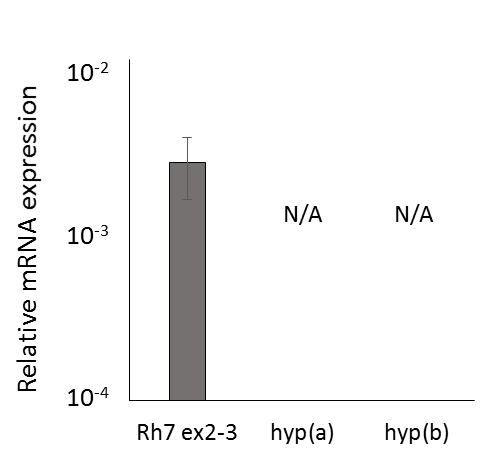 Relative mRNA expression
10-2
10-3
10-4
N/A
N/A
Rh7 ex2-3
hyp(a)
hyp(b)